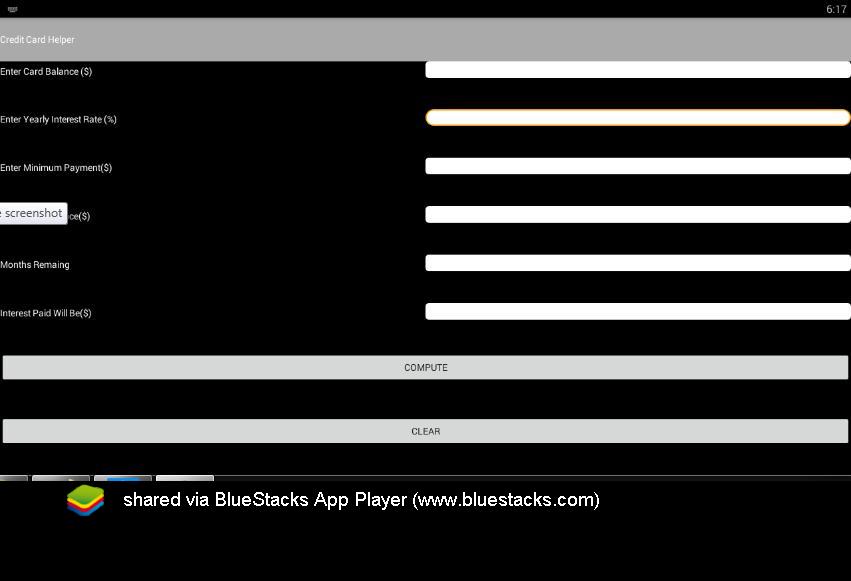 6:17
Credit Card Helper
Enter Card Balance ($)
Enter Yearly Interest Rate (%)
Enter Minimum Payment($)
screenshot ce($)
Months Remaing
Interest Paid Will Be($)
COMPUTE
CLEAR
shared via BlueStacks App Player (www.bluestacks.com)